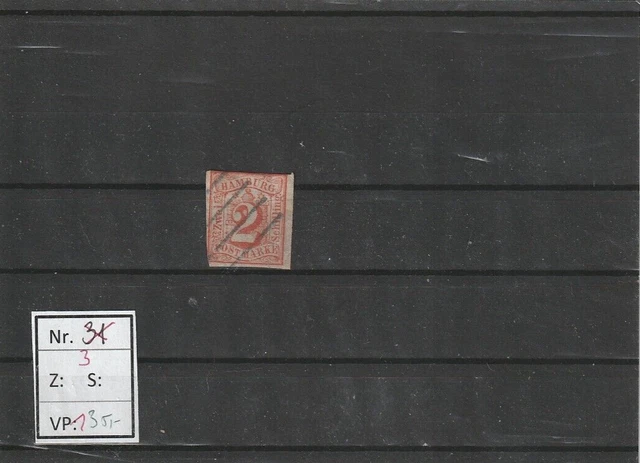 HAMBURG
2
POSTMARKE
Nr. 31
3
Z: S:
VP: 135,-